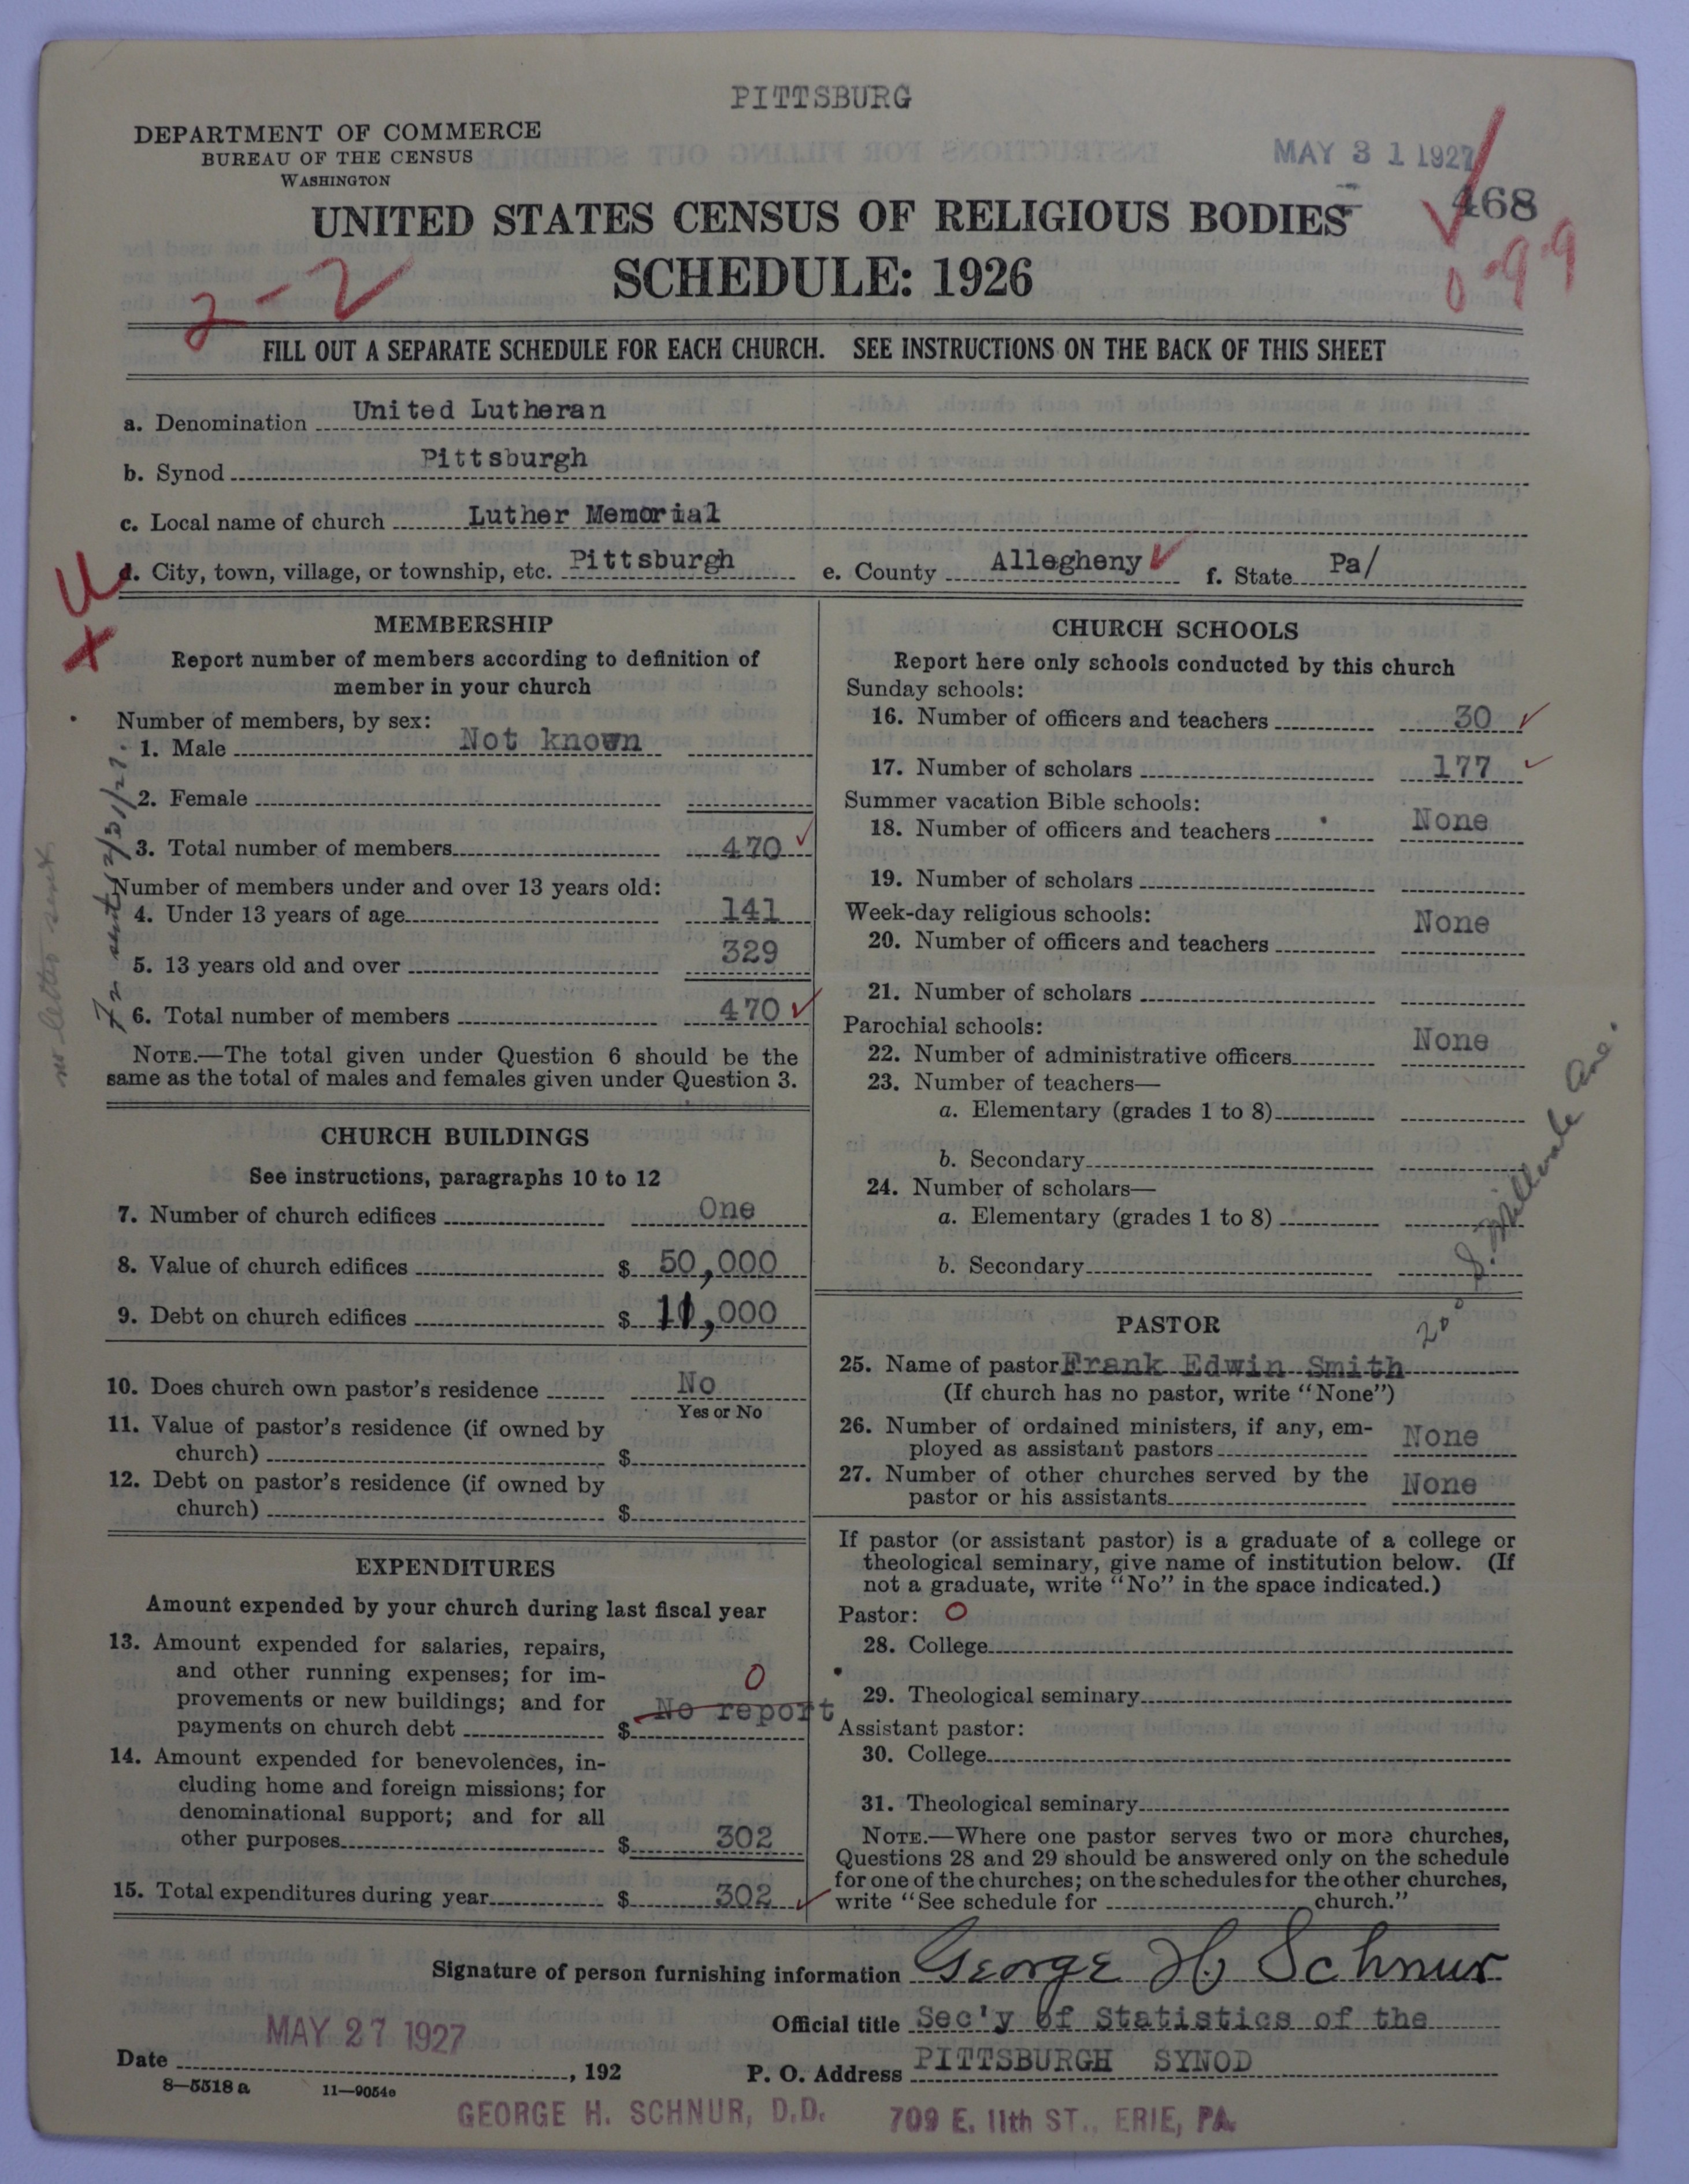 PITTSBURG
DEPARTMENT OF COMMERCE
BUREAU OF THE CENSUS
WASHINGTON
MAY 31 1927
468
UNITED STATES CENSUS OF RELIGIOUS BODIES
SCHEDULE: 1926
2-2
0-99
FILL OUT A SEPARATE SCHEDULE FOR EACH CHURCH. SEE INSTRUCTIONS ON THE BACK OF THIS SHEET
a. Denomination United Lutheran
b. Synod Pittsburgh
c. Local name of church Luther Memorial
d. City, town, village, or township, etc. Pittsburgh e. County Allegheny f. State Pa/
MEMBERSHIP
Report number of members according to definition of
member in your church
Number of members, by sex:
1. Male Not known
2. Female
3. Total number of members 470
Number of members under and over 13 years old:
4. Under 13 years of age 141
5. 13 years old and over 329
6. Total number of members 470
NOTE.—The total given under Question 6 should be the
same as the total of males and females given under Question 3.
no letter sent
CHURCH BUILDINGS
See instructions, paragraphs 10 to 12
7. Number of church edifices One
8. Value of church edifices $ 50,000
9. Debt on church edifices $ 11,000
10. Does church own pastor's residence No
Yes or No
11. Value of pastor's residence (if owned by
church) $
12. Debt on pastor's residence (if owned by
church) $
EXPENDITURES
Amount expended by your church during last fiscal year
13. Amount expended for salaries, repairs,
and other running expenses; for im-
provements or new buildings; and for
payments on church debt $ No report
0
14. Amount expended for benevolences, in-
cluding home and foreign missions; for
denominational support; and for all
other purposes $ 302
15. Total expenditures during year $ 302
CHURCH SCHOOLS
Report here only schools conducted by this church
Sunday schools:
16. Number of officers and teachers 30
17. Number of scholars 177
Summer vacation Bible schools:
18. Number of officers and teachers None
19. Number of scholars
Week-day religious schools:
20. Number of officers and teachers None
21. Number of scholars
Parochial schools:
22. Number of administrative officers None
23. Number of teachers—
a. Elementary (grades 1 to 8)
b. Secondary
24. Number of scholars—
a. Elementary (grades 1 to 8)
b. Secondary
Millvale Ave.
PASTOR
25. Name of pastor Frank Edwin Smith
(If church has no pastor, write "None")
26. Number of ordained ministers, if any, em-
ployed as assistant pastors None
27. Number of other churches served by the
pastor or his assistants None
If pastor (or assistant pastor) is a graduate of a college or
theological seminary, give name of institution below. (If
not a graduate, write "No" in the space indicated.)
Pastor: 0
28. College
29. Theological seminary
Assistant pastor:
30. College
31. Theological seminary
NOTE.—Where one pastor serves two or more churches,
Questions 28 and 29 should be answered only on the schedule
for one of the churches; on the schedules for the other churches,
write "See schedule for church."
Signature of person furnishing information George H Schnur
Official title Sec'y of Statistics of the
Date MAY 27 1927, 192
P. O. Address PITTSBURGH SYNOD
8—5518 a 11—9054e
GEORGE H. SCHNUR, D.D. 709 E. 11th ST., ERIE, PA.